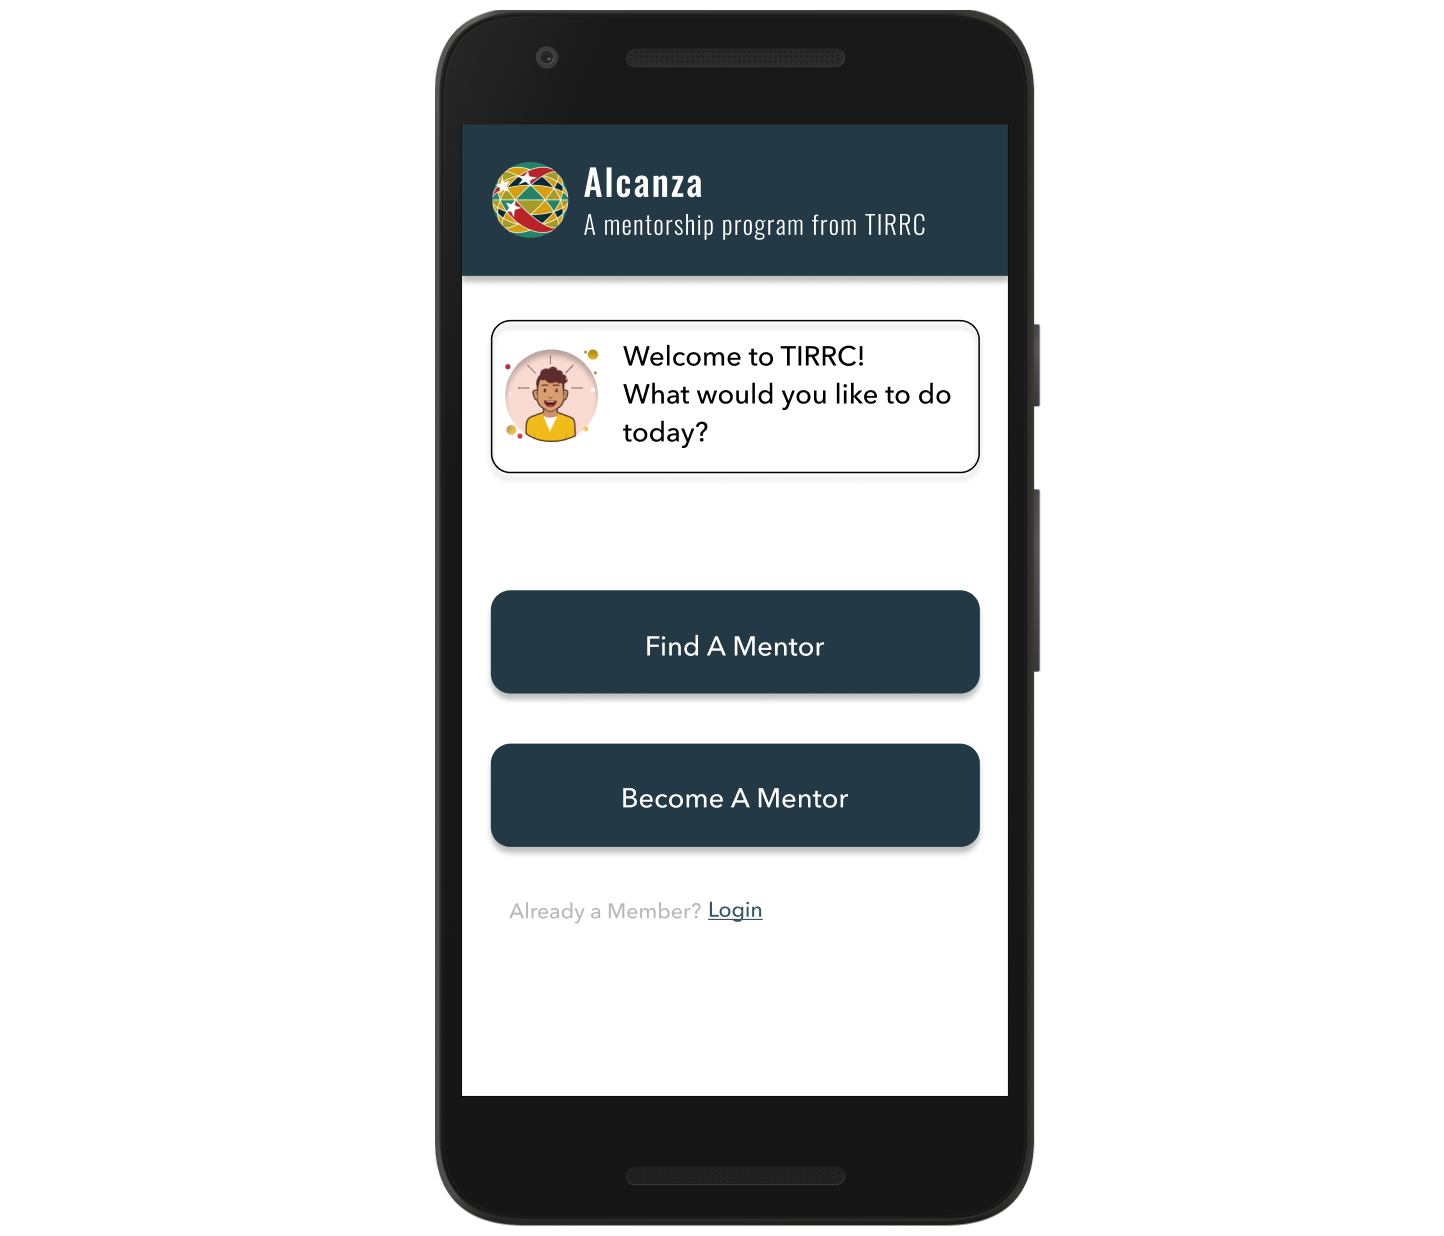 Alcanza
A mentorship program from TIRRC
Welcome to TIRRC!
What would you like to do
today?
Find A Mentor
Become A Mentor
Already a Member? Login